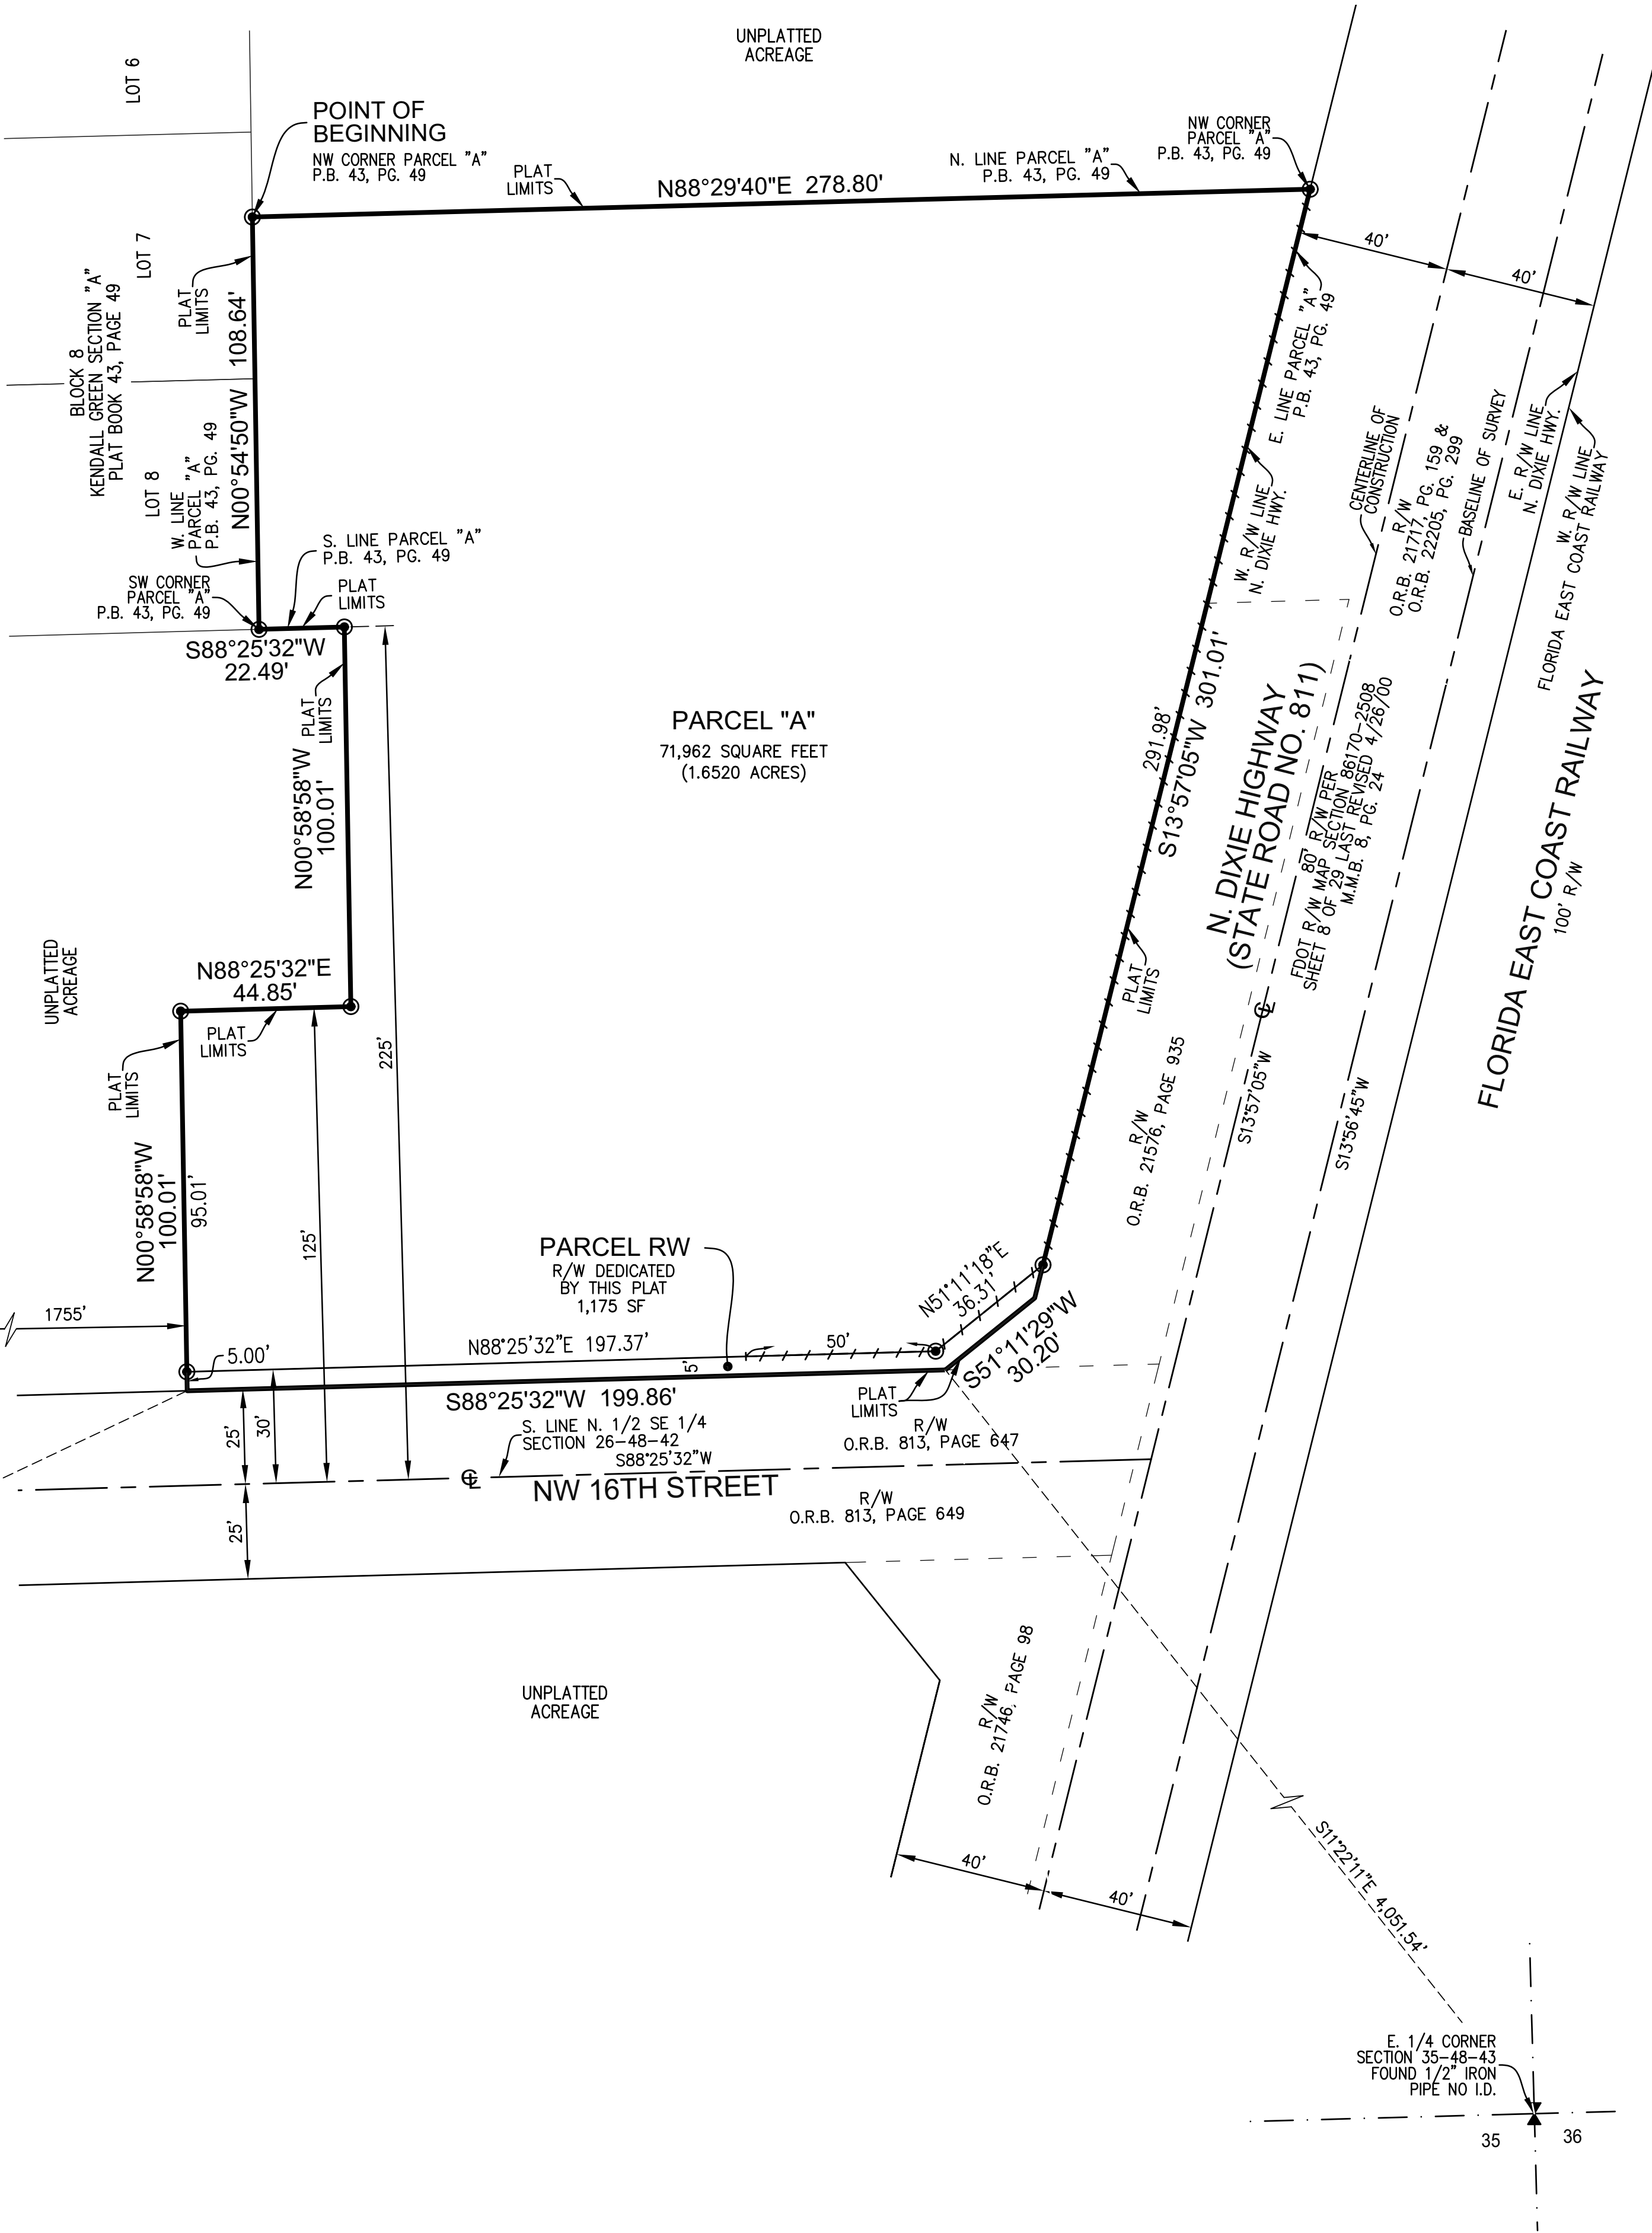 UNPLATTED
ACREAGE
LOT 6
POINT OF
BEGINNING
NW CORNER PARCEL "A"
P.B. 43, PG. 49
PLAT
LIMITS
N88°29'40"E 278.80'
N. LINE PARCEL "A"
P.B. 43, PG. 49
NW CORNER
PARCEL "A"
P.B. 43, PG. 49
40'
40'
LOT 7
PLAT
LIMITS
BLOCK 8
KENDALL GREEN SECTION "A"
PLAT BOOK 43, PAGE 49
N00°54'50"W 108.64'
LOT 8
W. LINE
PARCEL "A"
P.B. 43, PG. 49
E. LINE PARCEL "A"
P.B. 43, PG. 49
W. R/W LINE
N. DIXIE HWY.
CENTERLINE OF
CONSTRUCTION
R/W
O.R.B. 21717, PG. 159 &
O.R.B. 22205, PG. 299
BASELINE OF SURVEY
E. R/W LINE
N. DIXIE HWY.
W. R/W LINE
FLORIDA EAST COAST RAILWAY
S. LINE PARCEL "A"
P.B. 43, PG. 49
SW CORNER
PARCEL "A"
P.B. 43, PG. 49
PLAT
LIMITS
S88°25'32"W
22.49'
PLAT
LIMITS
N00°58'58"W
100.01'
PARCEL "A"
71,962 SQUARE FEET
(1.6520 ACRES)
291.98'
S13°57'05"W 301.01'
N. DIXIE HIGHWAY
(STATE ROAD NO. 811)
80' R/W PER
FDOT R/W MAP SECTION 86170-2508
SHEET 8 OF 29 LAST REVISED 4/26/00
M.M.B. 8, PG. 24
FLORIDA EAST COAST RAILWAY
100' R/W
UNPLATTED
ACREAGE
N88°25'32"E
44.85'
PLAT
LIMITS
PLAT
LIMITS
225'
PLAT
LIMITS
CL
R/W
O.R.B. 21576, PAGE 935
S13°57'05"W
S13°56'45"W
N00°58'58"W
100.01'
95.01'
125'
PARCEL RW
R/W DEDICATED
BY THIS PLAT
1,175 SF
N51°11'18"E
36.31'
1755'
5.00'
N88°25'32"E 197.37'
50'
5'
S51°11'29"W
30.20'
S88°25'32"W 199.86'
PLAT
LIMITS
25'
30'
S. LINE N. 1/2 SE 1/4
SECTION 26-48-42
S88°25'32"W
R/W
O.R.B. 813, PAGE 647
CL
NW 16TH STREET
R/W
O.R.B. 813, PAGE 649
25'
UNPLATTED
ACREAGE
R/W
O.R.B. 21746, PAGE 98
40'
40'
S11°22'11"E 4,051.54'
E. 1/4 CORNER
SECTION 35-48-43
FOUND 1/2" IRON
PIPE NO I.D.
35
36